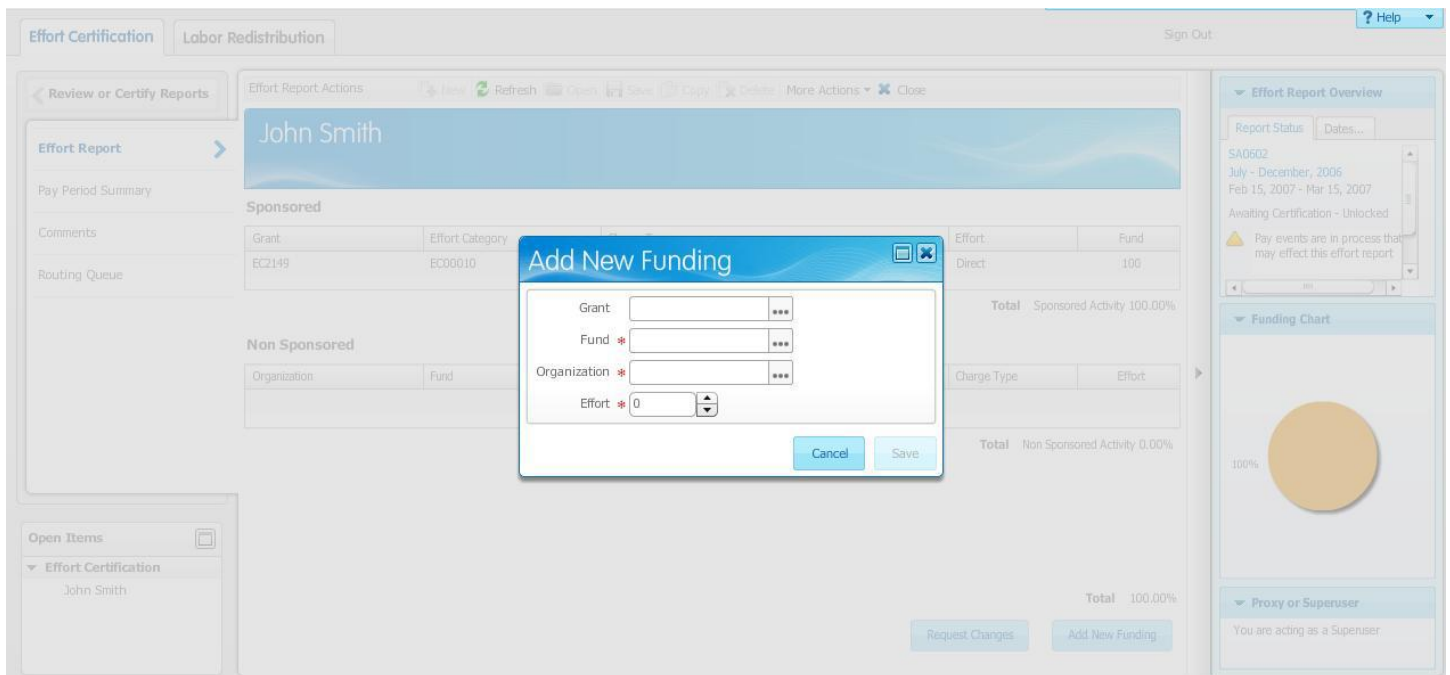 ? Help
Effort Certification
Labor Redistribution
Sign Out
Review or Certify Reports
Effort Report
Pay Period Summary
Comments
Routing Queue
Effort Report Actions New Refresh Open Save Copy Delete More Actions Close
John Smith
Sponsored
Grant Effort Category Effort Fund
EC2149 EC00010 Direct 100
Total Sponsored Activity 100.00%
Non Sponsored
Organization Fund Charge Type Effort
Total Non Sponsored Activity 0.00%
Add New Funding
Grant
Fund *
Organization *
Effort * 0
Cancel Save
Total 100.00%
Request Changes Add New Funding
Open Items
Effort Certification
John Smith
Effort Report Overview
Report Status Dates...
SA0602
July - December, 2006
Feb 15, 2007 - Mar 15, 2007
Awaiting Certification - Unlocked
Pay events are in process that
may effect this effort report
Funding Chart
100%
Proxy or Superuser
You are acting as a Superuser